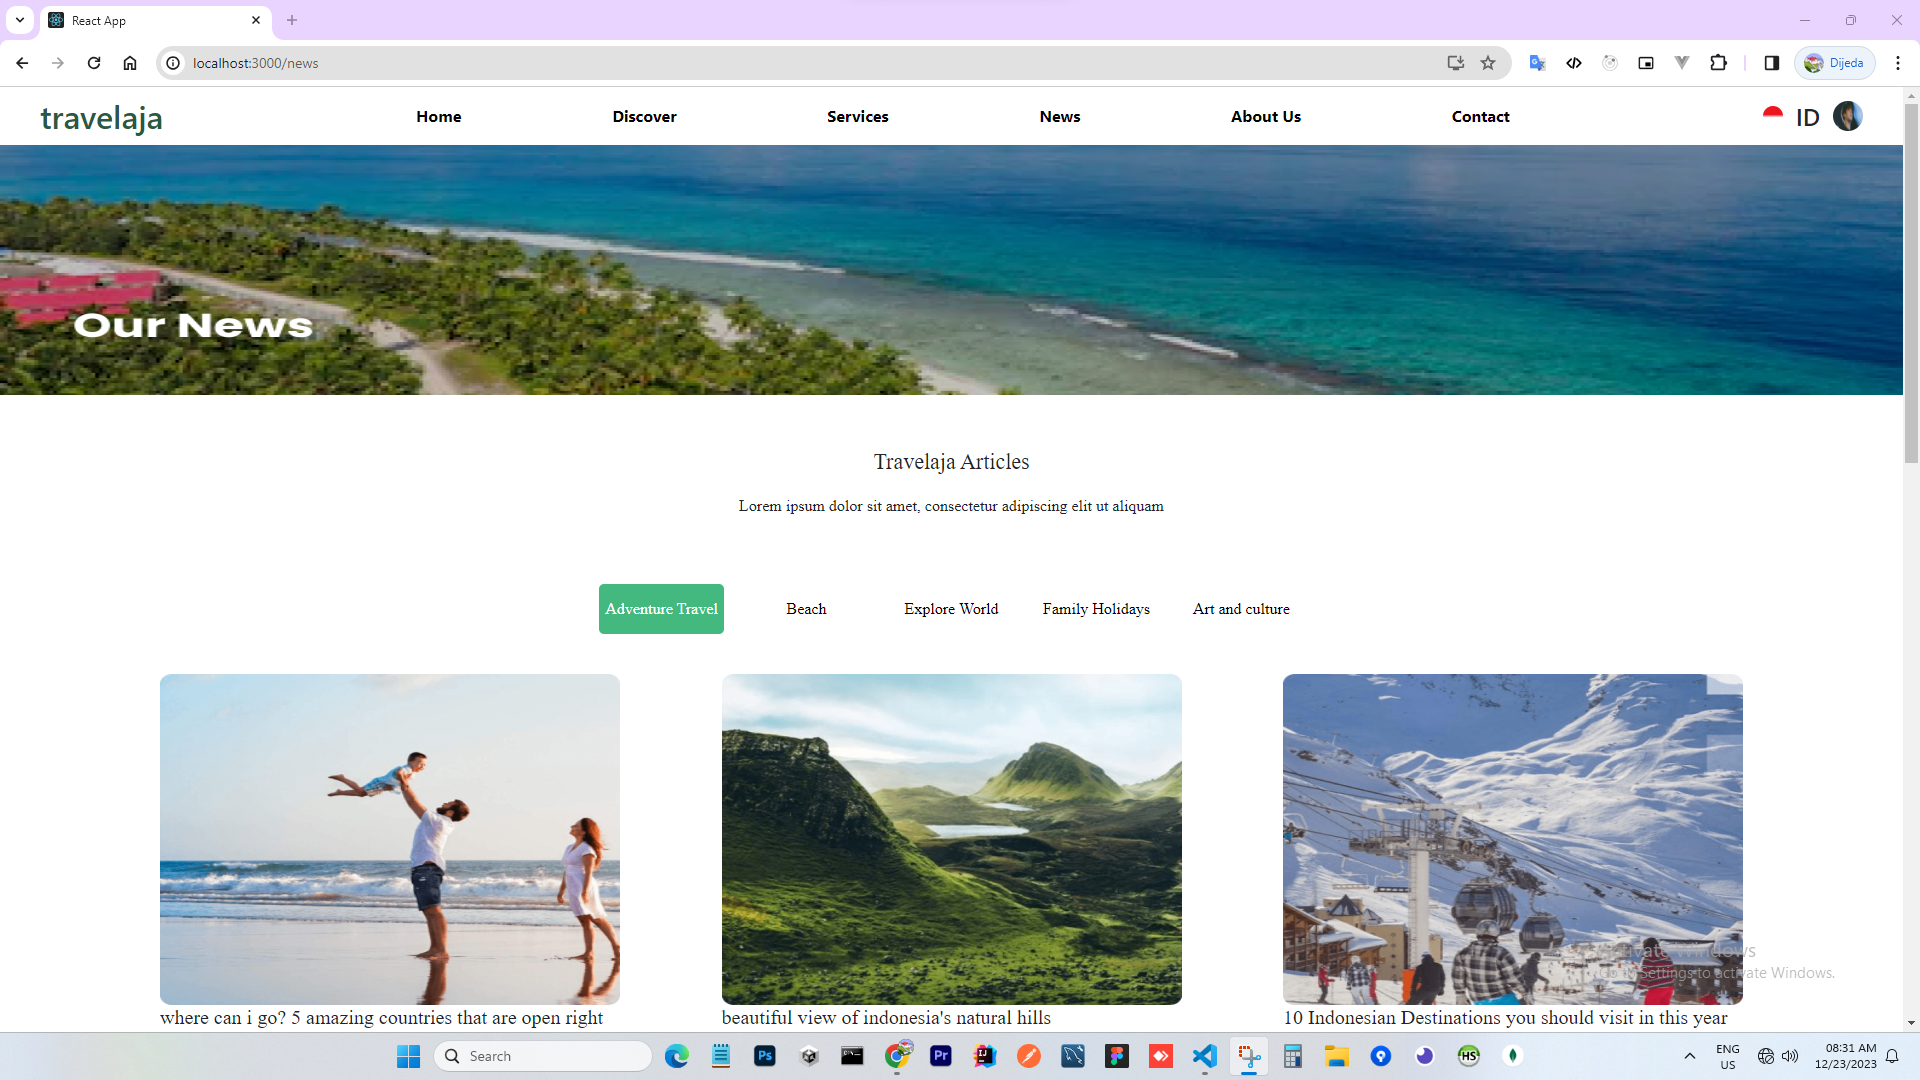 React App
localhost:3000/news
Dijeda
travelaja
Home
Discover
Services
News
About Us
Contact
ID
Our News
Travelaja Articles
Lorem ipsum dolor sit amet, consectetur adipiscing elit ut aliquam
Adventure Travel
Beach
Explore World
Family Holidays
Art and culture
where can i go? 5 amazing countries that are open right
beautiful view of indonesia's natural hills
10 Indonesian Destinations you should visit in this year
Activate Windows
Go to Settings to activate Windows.
Search
Ps
Pr
IJ
HS
ENG
US
08:31 AM
12/23/2023